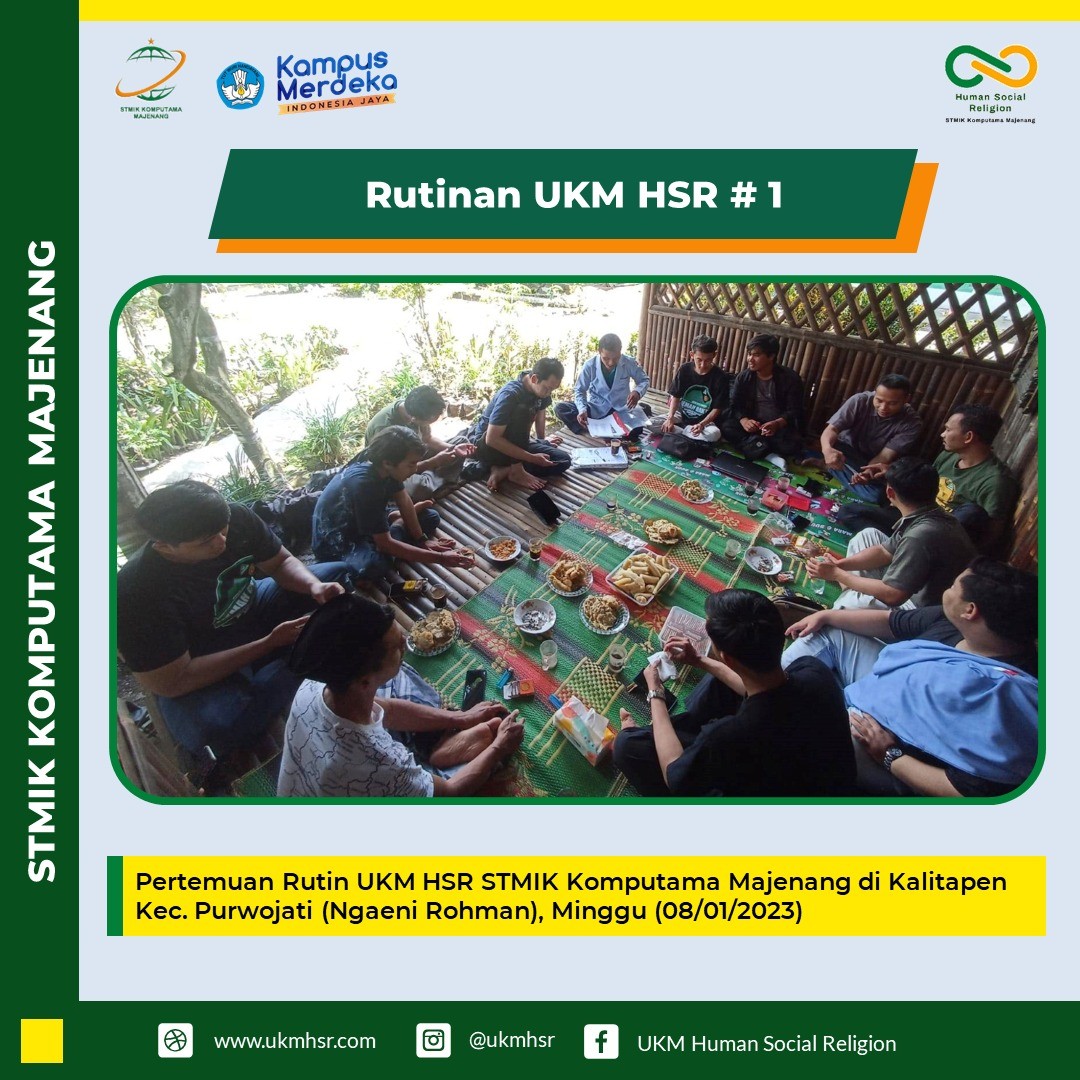 STMIK KOMPUTAMA
MAJENANG
Kampus
Merdeka
INDONESIA JAYA
Human Social
Religion
STMIK Komputama Majenang
Rutinan UKM HSR # 1
STMIK KOMPUTAMA MAJENANG
Pertemuan Rutin UKM HSR STMIK Komputama Majenang di Kalitapen
Kec. Purwojati (Ngaeni Rohman), Minggu (08/01/2023)
www.ukmhsr.com
@ukmhsr
UKM Human Social Religion